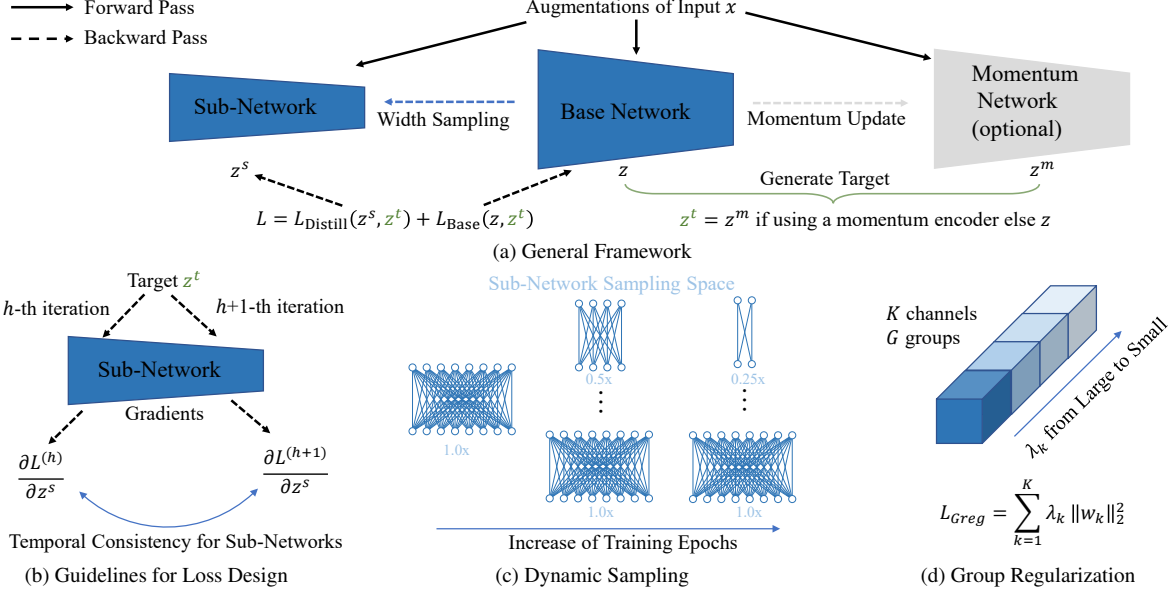 Forward Pass
Backward Pass
Augmentations of Input x
Sub-Network
Width Sampling
Base Network
Momentum Update
Momentum
Network
(optional)
z^s
z
z^m
Generate Target
L = L_Distill(z^s, z^t) + L_Base(z, z^t)
z^t = z^m if using a momentum encoder else z
(a) General Framework
Target z^t
h-th iteration
h+1-th iteration
Sub-Network
Gradients
∂L^(h)/∂z^s
∂L^(h+1)/∂z^s
Temporal Consistency for Sub-Networks
(b) Guidelines for Loss Design
Sub-Network Sampling Space
0.5x
0.25x
1.0x
1.0x
1.0x
Increase of Training Epochs
(c) Dynamic Sampling
K channels
G groups
λ_k from Large to Small
L_Greg = ∑_{k=1}^{K} λ_k ‖w_k‖_2^2
(d) Group Regularization